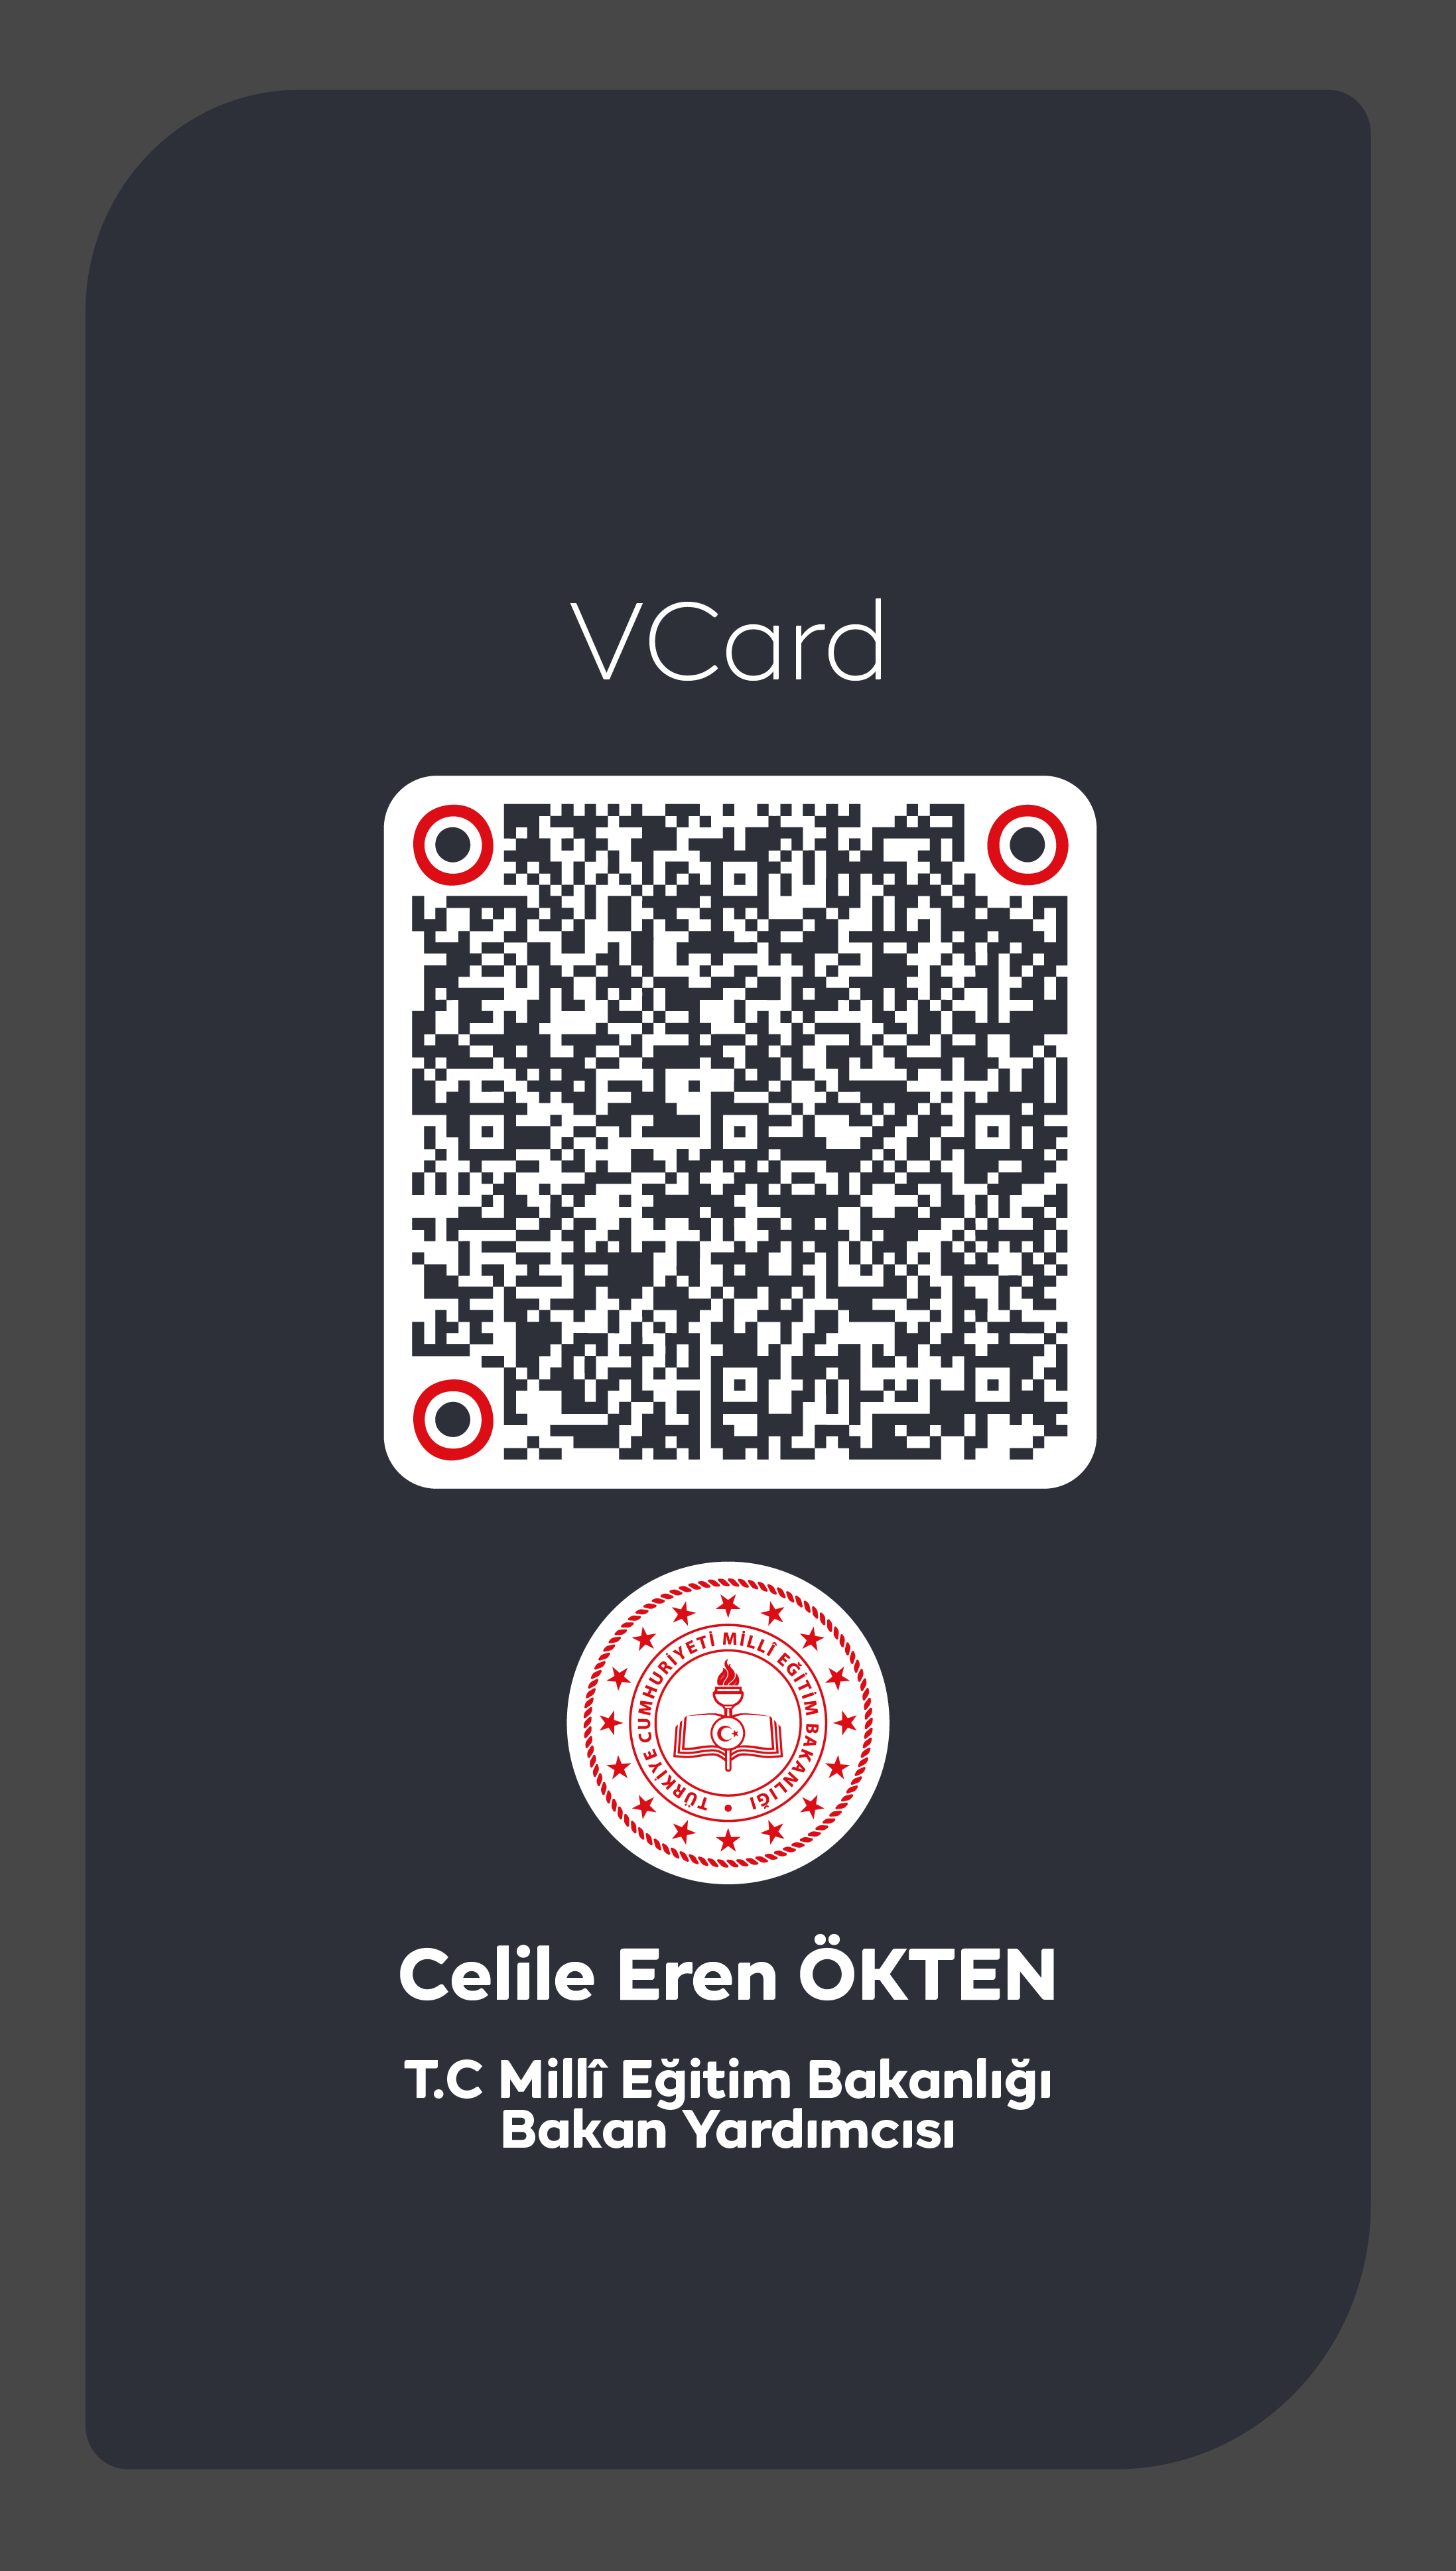 VCard
TÜRKİYE CUMHURİYETİ MİLLÎ EĞİTİM BAKANLIĞI
Celile Eren ÖKTEN
T.C Millî Eğitim Bakanlığı
Bakan Yardımcısı